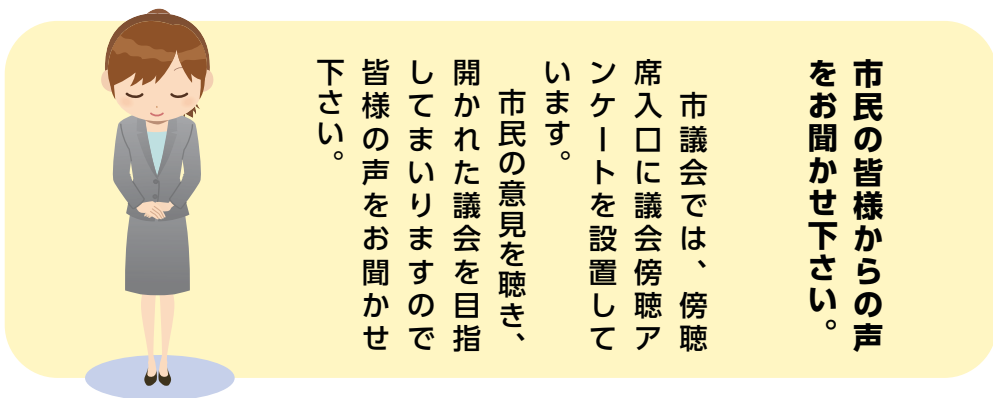 市民の皆様からの声
をお聞かせ下さい。
市議会では、傍聴
席入口に議会傍聴ア
ンケートを設置して
います。
市民の意見を聴き、
開かれた議会を目指
してまいりますので
皆様の声をお聞かせ
下さい。